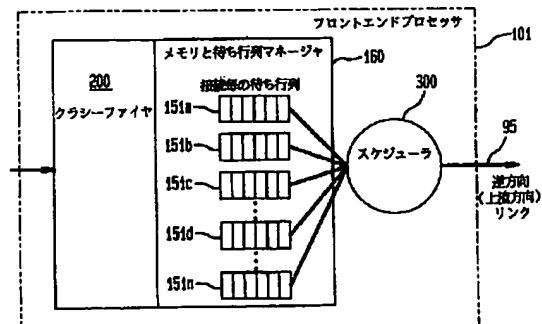 フロントエンドプロセッサ
101
メモリと待ち行列マネージャ
160
200
クラシーファイヤ
接続毎の待ち行列
151a
151b
151c
151d
151n
300
スケジューラ
95
逆方向
(上流方向)
リンク